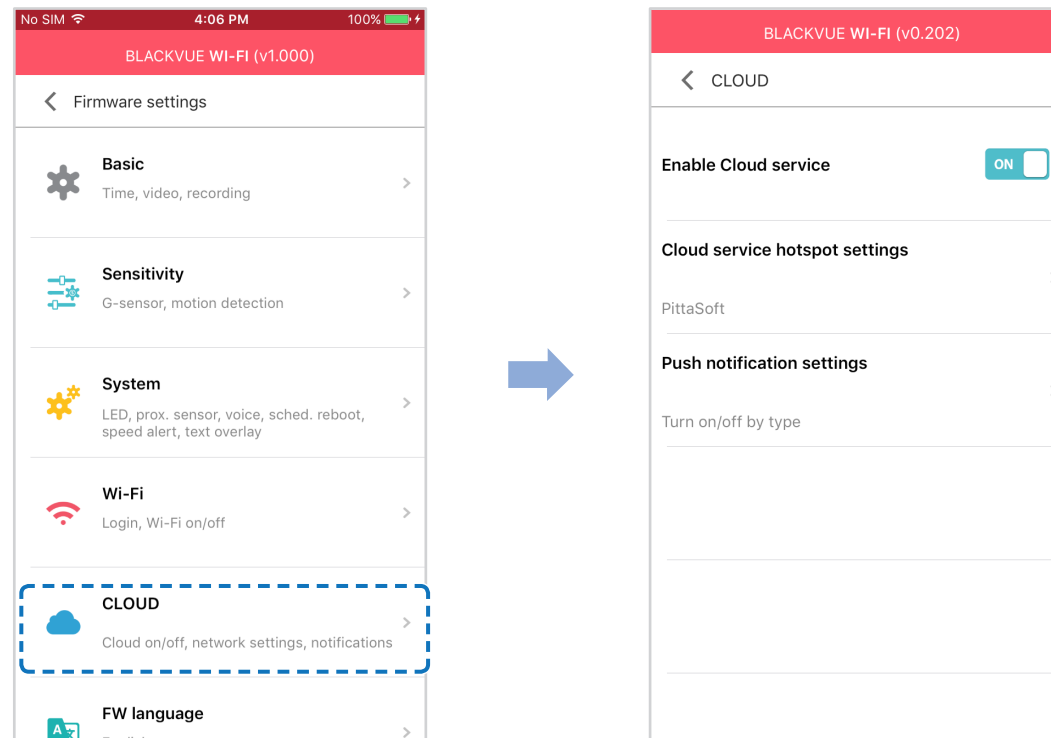 No SIM 4:06 PM 100%
BLACKVUE WI-FI (v1.000)
Firmware settings
Basic
Time, video, recording
Sensitivity
G-sensor, motion detection
System
LED, prox. sensor, voice, sched. reboot,
speed alert, text overlay
Wi-Fi
Login, Wi-Fi on/off
CLOUD
Cloud on/off, network settings, notifications
FW language
BLACKVUE WI-FI (v0.202)
CLOUD
Enable Cloud service ON
Cloud service hotspot settings
PittaSoft
Push notification settings
Turn on/off by type